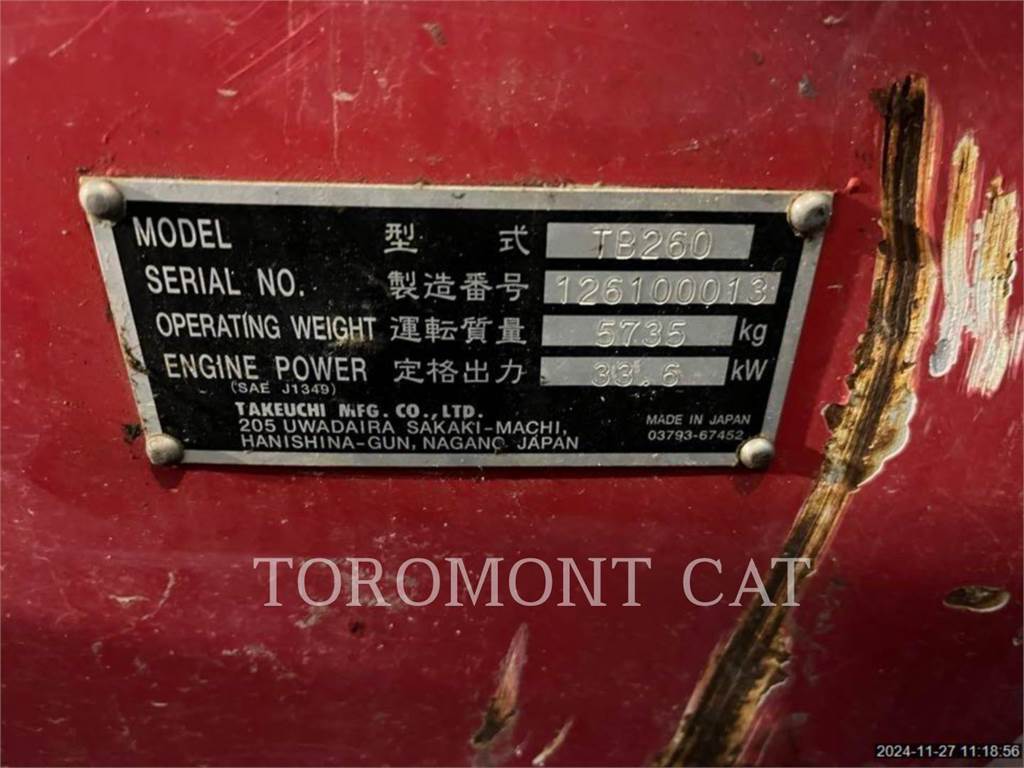 MODEL 型 式 TB260
SERIAL NO. 製造番号 126100013
OPERATING WEIGHT 運転質量 5735 kg
ENGINE POWER 定格出力 33.6 kW
(SAE J1349)
TAKEUCHI MFG. CO., LTD.
205 UWADAIRA SAKAKI-MACHI,
HANISHINA-GUN, NAGANO JAPAN
MADE IN JAPAN
03793-67452
TOROMONT CAT
2024-11-27 11:18:56